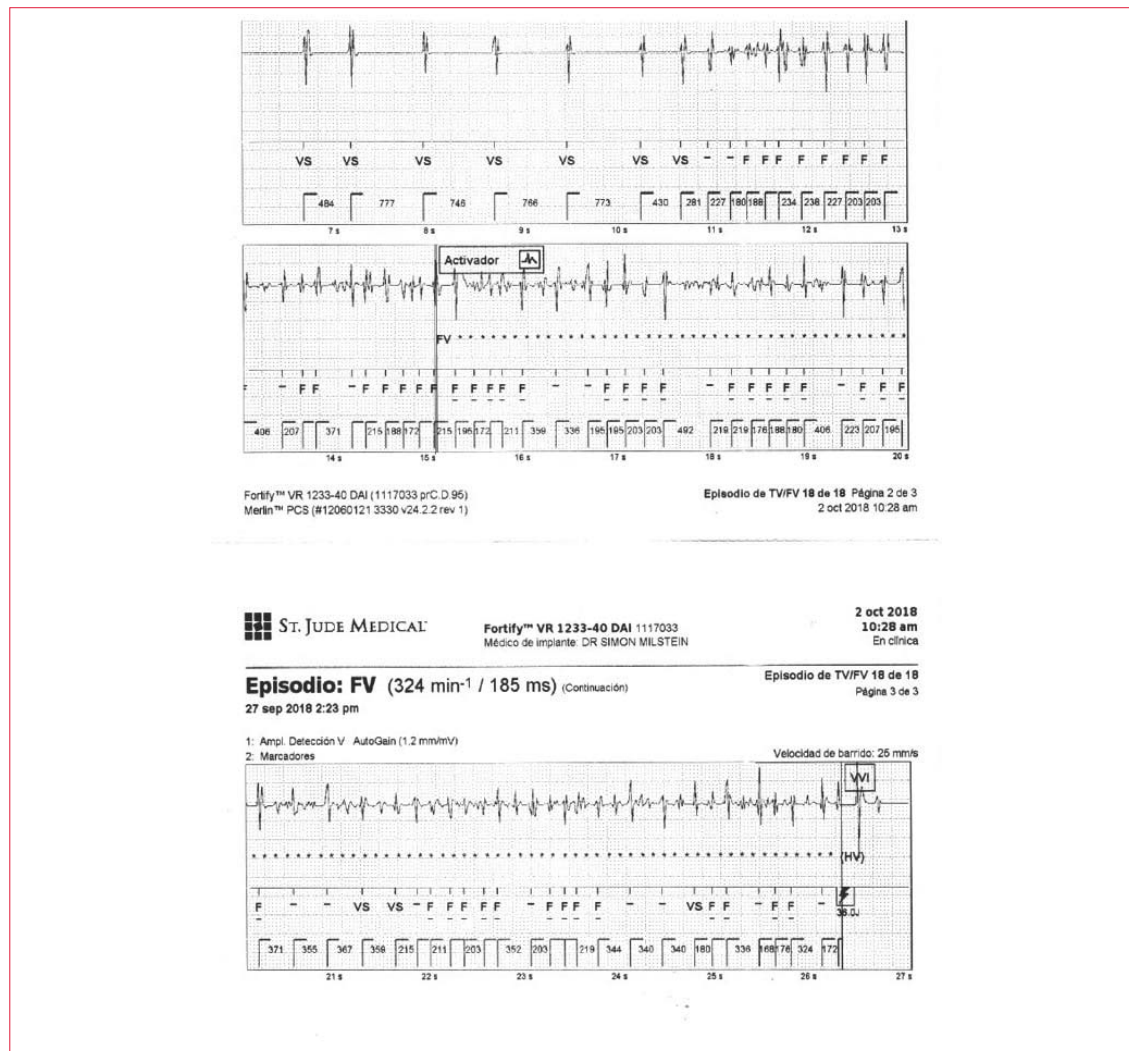 VS VS VS VS VS VS VS - - F F F F F F F F
484 777 746 766 773 430 281 227 180 188 234 238 227 203 203
7 s 8 s 9 s 10 s 11 s 12 s 13 s
Activador
FV * * * * * * * * * * * * * * * * * * * * * * * * * * * * * *
F - F F - F F F F F F F F F F - - F F F F - F F F F F - F F F
406 207 371 215 188 172 215 195 172 211 359 336 195 195 203 203 492 219 219 176 188 180 406 223 207 195
14 s 15 s 16 s 17 s 18 s 19 s 20 s
Fortify™ VR 1233-40 DAI (1117033 prC.D.95)
Episodio de TV/FV 18 de 18 Página 2 de 3
Merlin™ PCS (#12060121 3330 v24.2.2 rev 1)
2 oct 2018 10:28 am
ST. JUDE MEDICAL
Fortify™ VR 1233-40 DAI 1117033
Médico de implante: DR SIMON MILSTEIN
2 oct 2018
10:28 am
En clínica
Episodio: FV (324 min-1 / 185 ms) (Continuación)
Episodio de TV/FV 18 de 18
Página 3 de 3
27 sep 2018 2:23 pm
1: Ampl. Detección V AutoGain (1.2 mm/mV)
2: Marcadores
Velocidad de barrido: 25 mm/s
VVI
* * * * * * * * * * * * * * * * * * * * * * * * * * * * * * * * * * (HV)
F - - VS VS - F F F F F - F F F F - - VS F F - F F -
36.0J
371 355 367 359 215 211 203 352 203 219 344 340 340 180 336 168 176 324 172
21 s 22 s 23 s 24 s 25 s 26 s 27 s